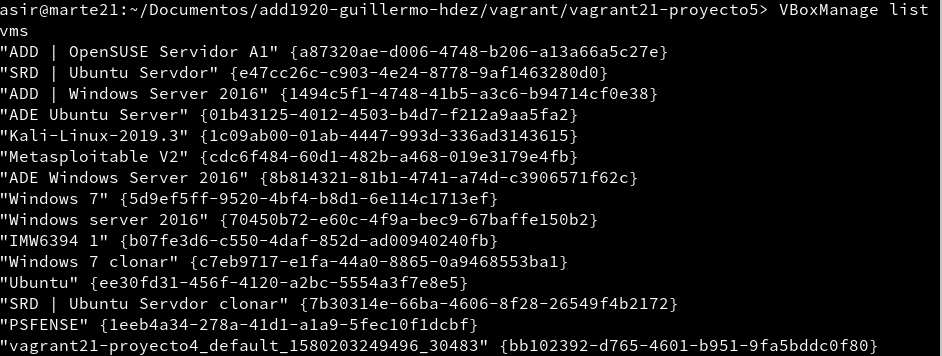 asir@marte21:~/Documentos/add1920-guillermo-hdez/vagrant/vagrant21-proyecto5> VBoxManage list
vms
"ADD | OpenSUSE Servidor A1" {a87320ae-d006-4748-b206-a13a66a5c27e}
"SRD | Ubuntu Servdor" {e47cc26c-c903-4e24-8778-9af1463280d0}
"ADD | Windows Server 2016" {1494c5f1-4748-41b5-a3c6-b94714cf0e38}
"ADE Ubuntu Server" {01b43125-4012-4503-b4d7-f212a9aa5fa2}
"Kali-Linux-2019.3" {1c09ab00-01ab-4447-993d-336ad3143615}
"Metasploitable V2" {cdc6f484-60d1-482b-a468-019e3179e4fb}
"ADE Windows Server 2016" {8b814321-81b1-4741-a74d-c3906571f62c}
"Windows 7" {5d9ef5ff-9520-4bf4-b8d1-6e114c1713ef}
"Windows server 2016" {70450b72-e60c-4f9a-bec9-67baffe150b2}
"IMW6394 1" {b07fe3d6-c550-4daf-852d-ad00940240fb}
"Windows 7 clonar" {c7eb9717-e1fa-44a0-8865-0a9468553ba1}
"Ubuntu" {ee30fd31-456f-4120-a2bc-5554a3f7e8e5}
"SRD | Ubuntu Servdor clonar" {7b30314e-66ba-4606-8f28-26549f4b2172}
"PSFENSE" {1eeb4a34-278a-41d1-a1a9-5fec10f1dcbf}
"vagrant21-proyecto4_default_1580203249496_30483" {bb102392-d765-4601-b951-9fa5bddc0f80}